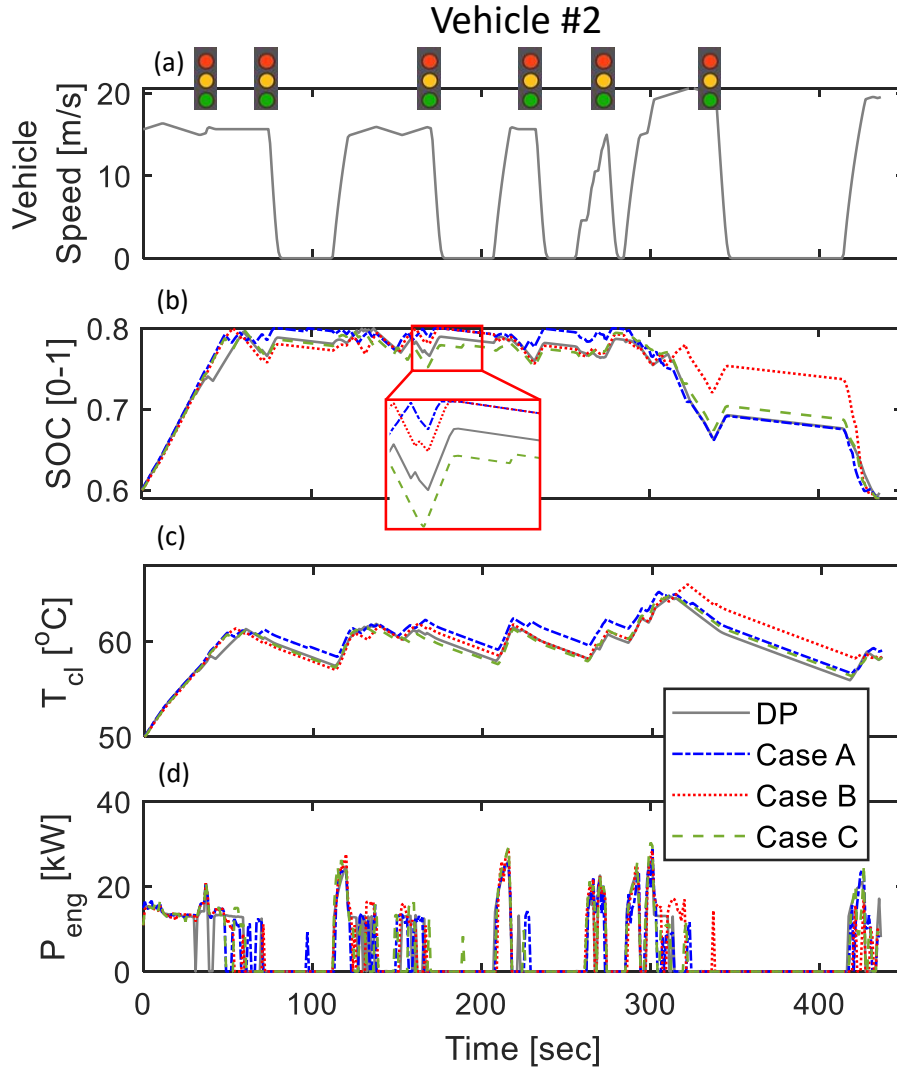 Vehicle #2
(a)
Vehicle
Speed [m/s]
20
10
0
(b)
SOC [0-1]
0.8
0.7
0.6
(c)
T_cl [°C]
60
50
DP
Case A
Case B
Case C
(d)
P_eng [kW]
40
20
0
0
100
200
300
400
Time [sec]